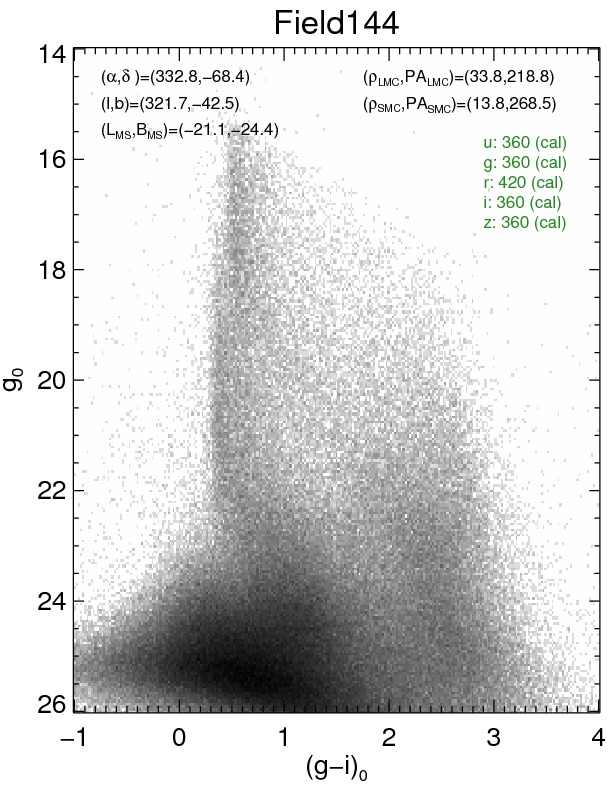 Field144
14
(α,δ )=(332.8,−68.4)
(ρLMC,PALMC)=(33.8,218.8)
(l,b)=(321.7,−42.5)
(ρSMC,PASMC)=(13.8,268.5)
(LMS,BMS)=(−21.1,−24.4)
u: 360 (cal)
g: 360 (cal)
r: 420 (cal)
i: 360 (cal)
z: 360 (cal)
16
18
20
g0
22
24
26
−1 0 1 2 3 4
(g−i)0